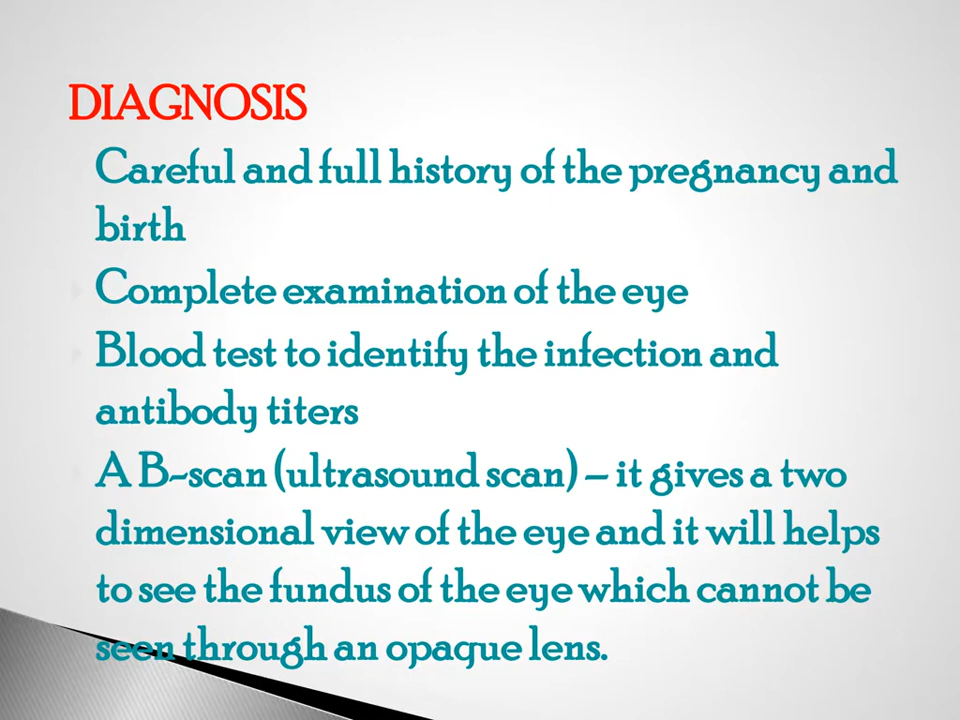 DIAGNOSIS
Careful and full history of the pregnancy and
birth
Complete examination of the eye
Blood test to identify the infection and
antibody titers
A B-scan (ultrasound scan) – it gives a two
dimensional view of the eye and it will helps
to see the fundus of the eye which cannot be
seen through an opaque lens.